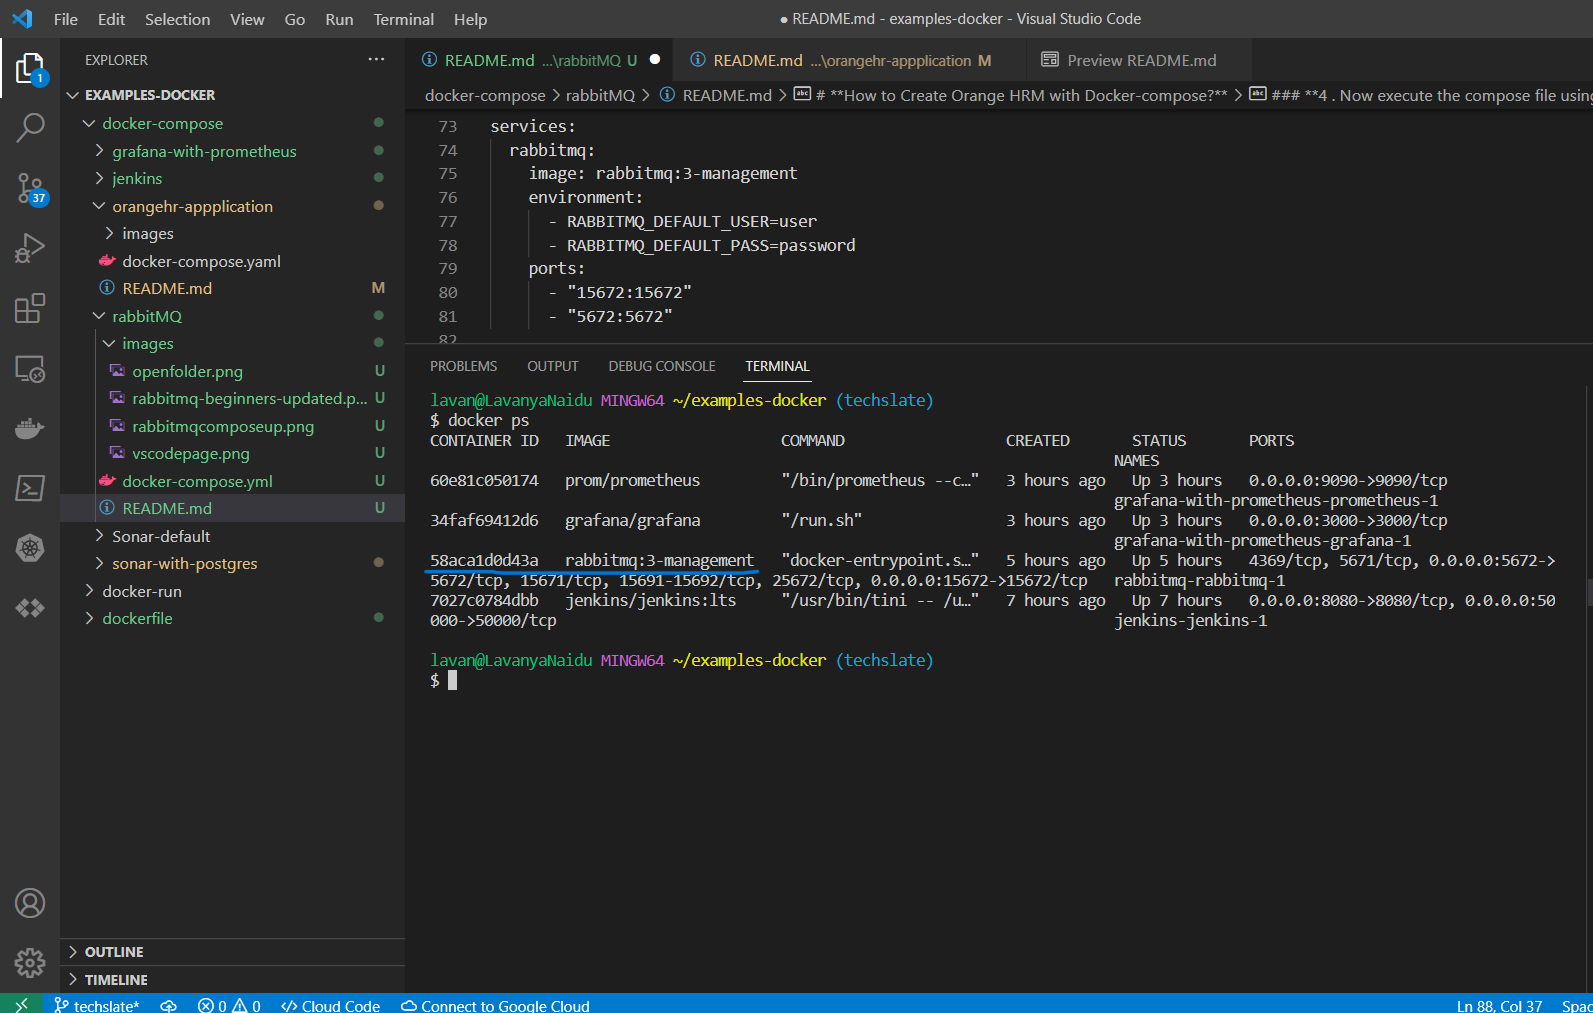 File Edit Selection View Go Run Terminal Help
● README.md - examples-docker - Visual Studio Code
EXPLORER ···
README.md ...\rabbitMQ U ●
README.md ...\orangehr-appplication M
Preview README.md
docker-compose > rabbitMQ > README.md > # **How to Create Orange HRM with Docker-compose?** > ### **4 . Now execute the compose file using
1
37
EXAMPLES-DOCKER
docker-compose
grafana-with-prometheus
jenkins
orangehr-appplication
images
docker-compose.yaml
README.md M
rabbitMQ
images
openfolder.png U
rabbitmq-beginners-updated.p... U
rabbitmqcomposeup.png U
vscodepage.png U
docker-compose.yml U
README.md U
Sonar-default
sonar-with-postgres
docker-run
dockerfile
OUTLINE
TIMELINE
73 services:
74 rabbitmq:
75 image: rabbitmq:3-management
76 environment:
77 - RABBITMQ_DEFAULT_USER=user
78 - RABBITMQ_DEFAULT_PASS=password
79 ports:
80 - "15672:15672"
81 - "5672:5672"
82
PROBLEMS OUTPUT DEBUG CONSOLE TERMINAL
lavan@LavanyaNaidu MINGW64 ~/examples-docker (techslate)
$ docker ps
CONTAINER ID IMAGE COMMAND CREATED STATUS PORTS
NAMES
60e81c050174 prom/prometheus "/bin/prometheus --c…" 3 hours ago Up 3 hours 0.0.0.0:9090->9090/tcp
grafana-with-prometheus-prometheus-1
34faf69412d6 grafana/grafana "/run.sh" 3 hours ago Up 3 hours 0.0.0.0:3000->3000/tcp
grafana-with-prometheus-grafana-1
58aca1d0d43a rabbitmq:3-management "docker-entrypoint.s…" 5 hours ago Up 5 hours 4369/tcp, 5671/tcp, 0.0.0.0:5672->
5672/tcp, 15671/tcp, 15691-15692/tcp, 25672/tcp, 0.0.0.0:15672->15672/tcp rabbitmq-rabbitmq-1
7027c0784dbb jenkins/jenkins:lts "/usr/bin/tini -- /u…" 7 hours ago Up 7 hours 0.0.0.0:8080->8080/tcp, 0.0.0.0:50
000->50000/tcp jenkins-jenkins-1
lavan@LavanyaNaidu MINGW64 ~/examples-docker (techslate)
$
techslate* 0 0 Cloud Code Connect to Google Cloud
Ln 88, Col 37 Spac